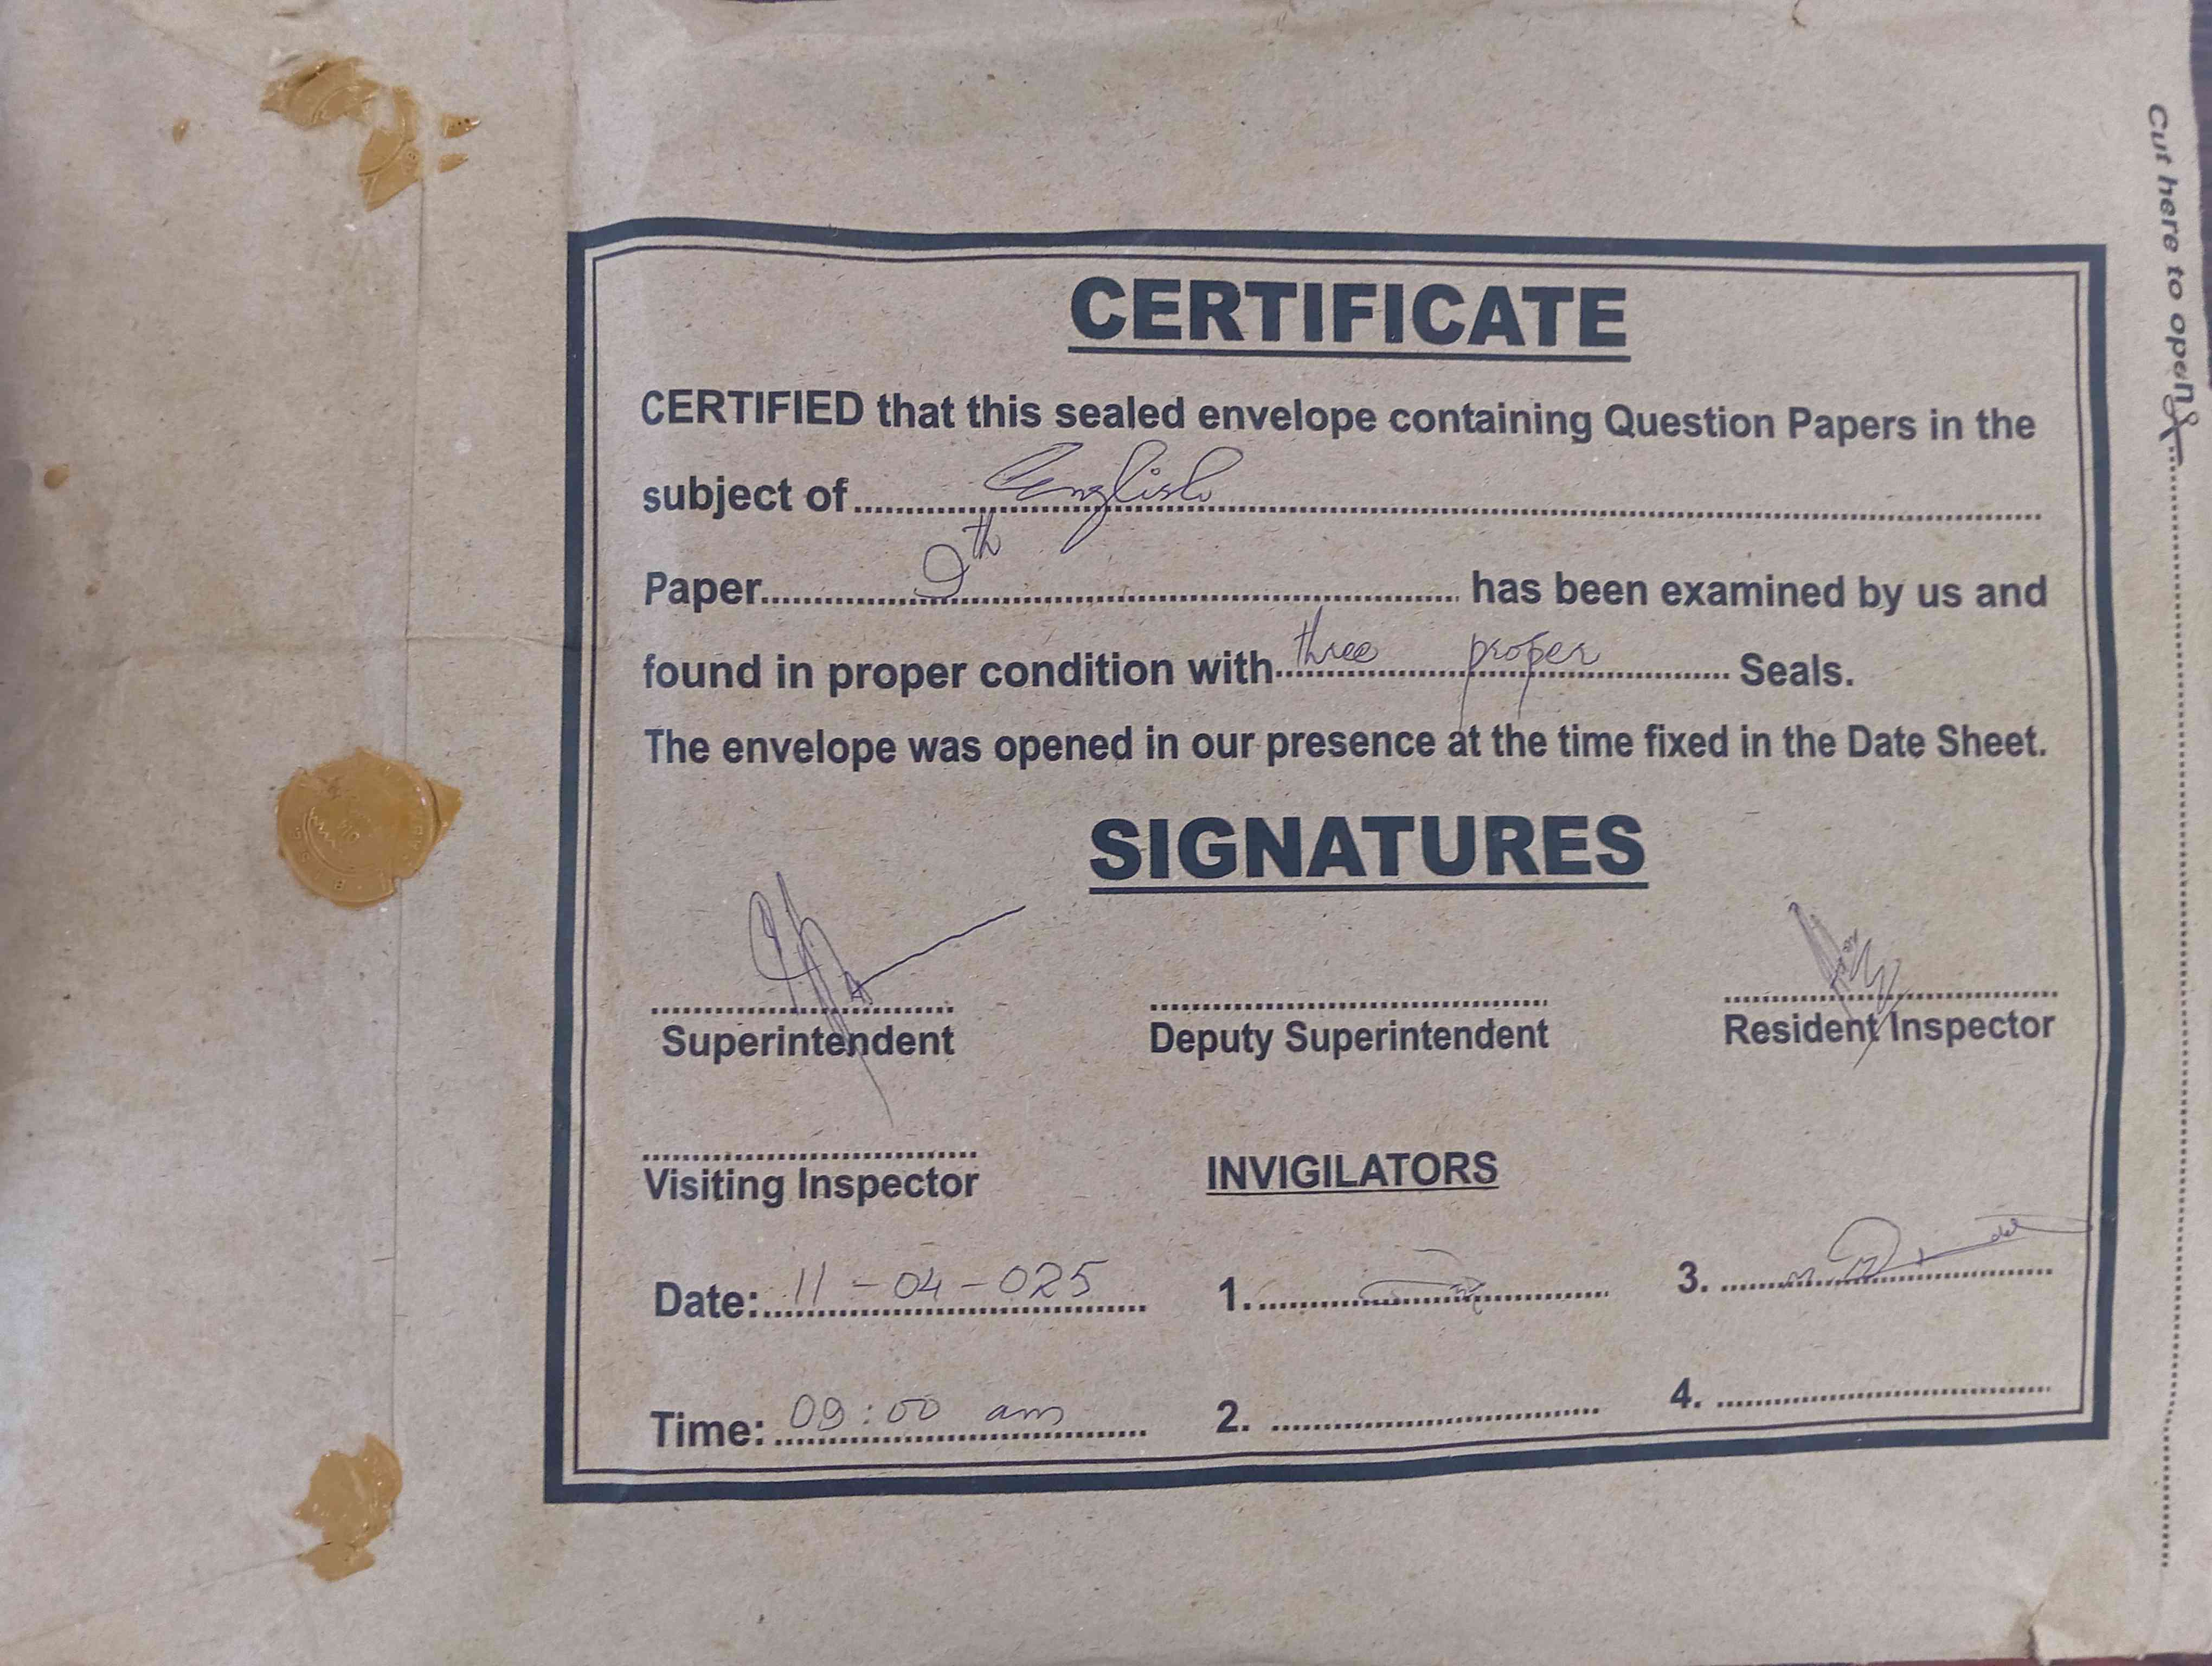 Cut here to open
CERTIFICATE
CERTIFIED that this sealed envelope containing Question Papers in the
subject of English
Paper 9th has been examined by us and
found in proper condition with three proper Seals.
The envelope was opened in our presence at the time fixed in the Date Sheet.
SIGNATURES
Superintendent Deputy Superintendent Resident Inspector
Visiting Inspector INVIGILATORS
Date: 11-04-025 1. 3.
Time: 09:00 am 2. 4.